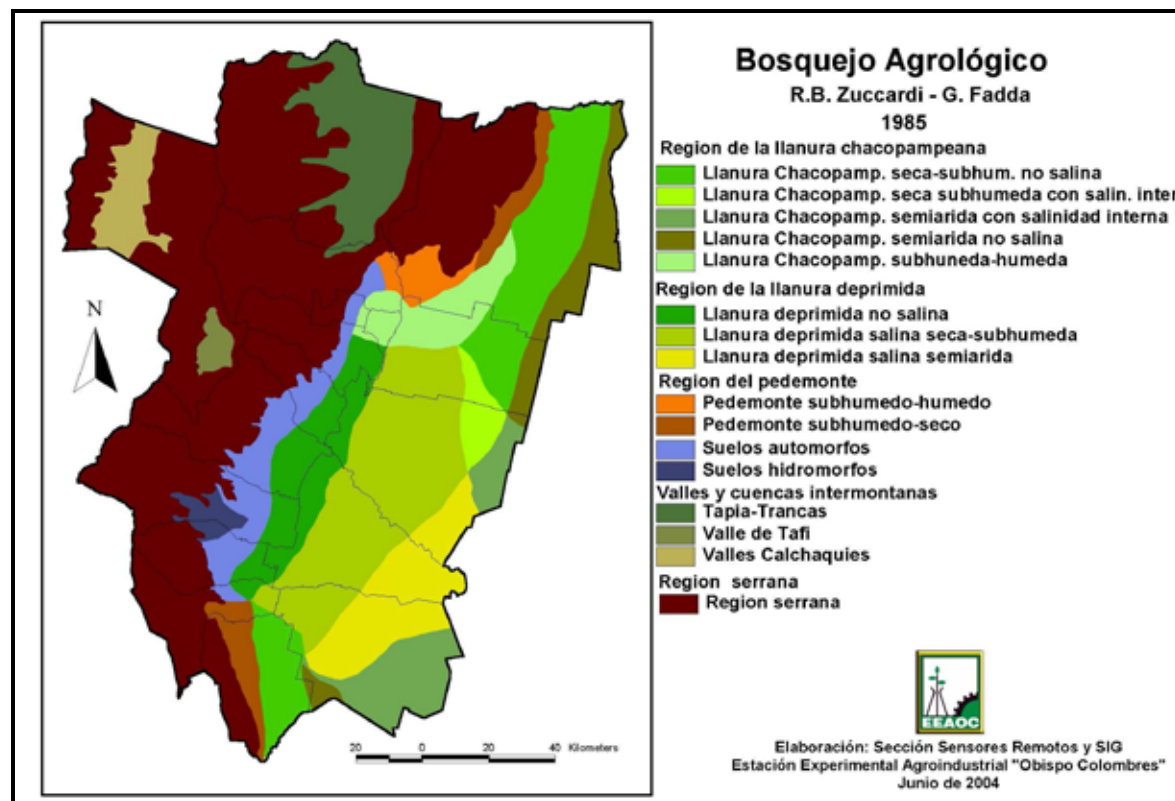 Bosquejo Agrológico
R.B. Zuccardi - G. Fadda
1985
Region de la llanura chacopampeana
Llanura Chacopamp. seca-subhum. no salina
Llanura Chacopamp. seca subhumeda con salin. inter
Llanura Chacopamp. semiarida con salinidad interna
Llanura Chacopamp. semiarida no salina
Llanura Chacopamp. subhuneda-humeda
Region de la llanura deprimida
Llanura deprimida no salina
Llanura deprimida salina seca-subhumeda
Llanura deprimida salina semiarida
Region del pedemonte
Pedemonte subhumedo-humedo
Pedemonte subhumedo-seco
Suelos automorfos
Suelos hidromorfos
Valles y cuencas intermontanas
Tapia-Trancas
Valle de Tafi
Valles Calchaquies
Region serrana
Region serrana
N
20 0 20 40 Kilometers
EEAOC
Elaboración: Sección Sensores Remotos y SIG
Estación Experimental Agroindustrial "Obispo Colombres"
Junio de 2004